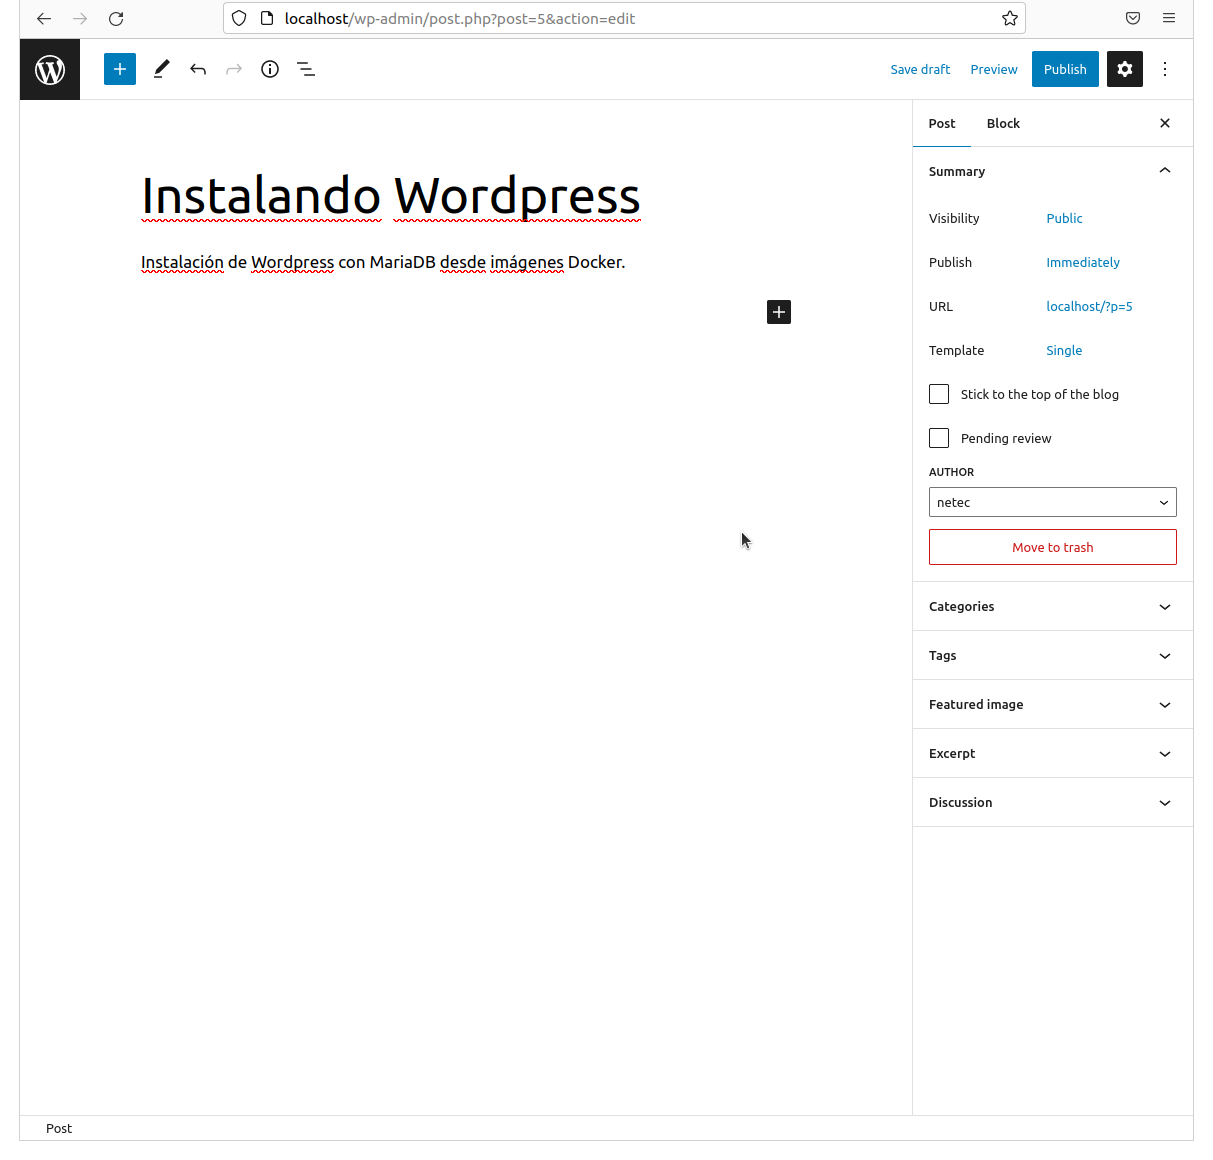 localhost/wp-admin/post.php?post=5&action=edit
Save draft Preview Publish
Post Block
Instalando Wordpress
Instalación de Wordpress con MariaDB desde imágenes Docker.
Summary
Visibility Public
Publish Immediately
URL localhost/?p=5
Template Single
Stick to the top of the blog
Pending review
AUTHOR
netec
Move to trash
Categories
Tags
Featured image
Excerpt
Discussion
Post